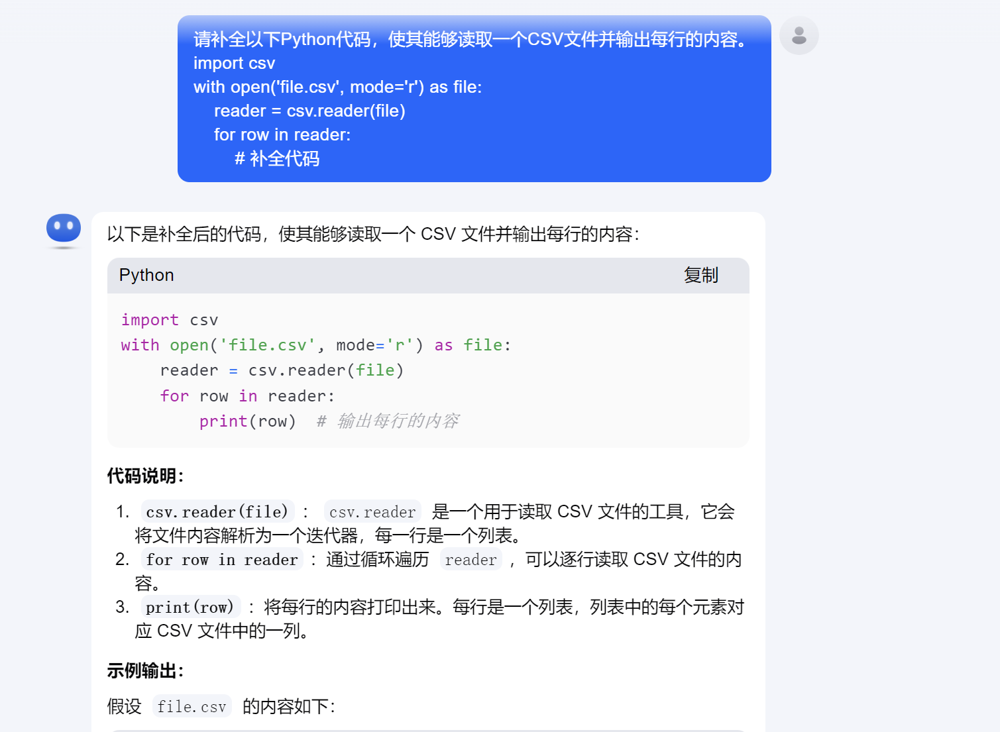 请补全以下Python代码，使其能够读取一个CSV文件并输出每行的内容。
import csv
with open('file.csv', mode='r') as file:
    reader = csv.reader(file)
    for row in reader:
        # 补全代码
以下是补全后的代码，使其能够读取一个 CSV 文件并输出每行的内容：
Python 复制
import csv
with open('file.csv', mode='r') as file:
    reader = csv.reader(file)
    for row in reader:
        print(row)  # 输出每行的内容
代码说明：
1. csv.reader(file) ： csv.reader 是一个用于读取 CSV 文件的工具，它会
将文件内容解析为一个迭代器，每一行是一个列表。
2. for row in reader ：通过循环遍历 reader ，可以逐行读取 CSV 文件的内
容。
3. print(row) ：将每行的内容打印出来。每行是一个列表，列表中的每个元素对
应 CSV 文件中的一列。
示例输出：
假设 file.csv 的内容如下：